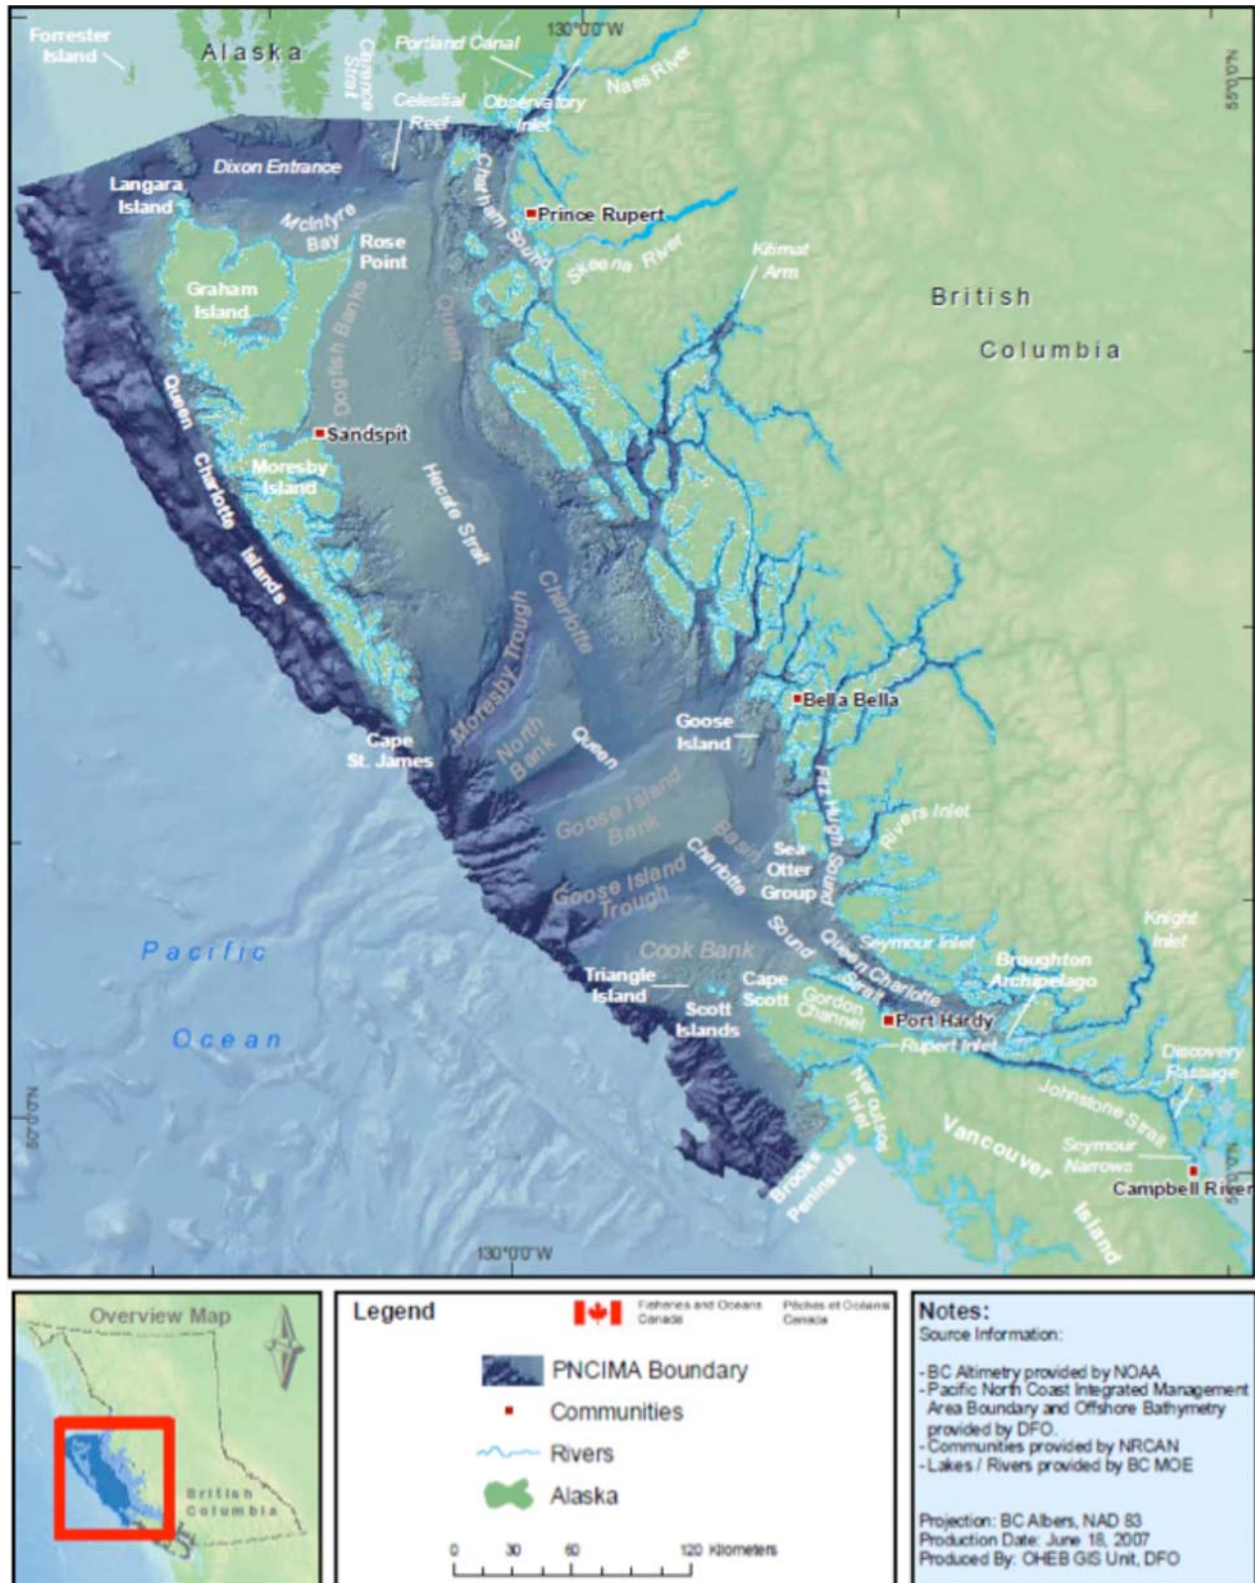 Forrester
Island
Alaska
Clarence
Strait
Portland Canal
130°0'0"W
Nass River
55°0'0"N
Celestial
Reef
Observatory
Inlet
Dixon Entrance
Langara
Island
McIntyre
Bay
Rose
Point
Charham Sound
Prince Rupert
Skeena River
Kitimat
Arm
Graham
Island
Dogfish Banks
Queen
British
Columbia
Queen Charlotte Islands
Sandspit
Moresby
Island
Hecate Strait
Charlotte
Moresby Trough
North
Bank
Queen
Goose
Island
Bella Bella
Cape
St. James
Goose Island
Bank
Basin
Fitz Hugh Sound
Rivers Inlet
Charlotte
Sea
Otter
Group
Goose Island
Trough
Sound
Knight
Inlet
Pacific
Ocean
Cook Bank
Seymour Inlet
Queen Charlotte
Strait
Broughton
Archipelago
Triangle
Island
Cape
Scott
Scott
Islands
Gordon
Channel
Port Hardy
Rupert Inlet
Discovery
Passage
50°0'0"N
Neroutsos
Inlet
Johnstone Strait
Vancouver
Island
Seymour
Narrows
Brooks
Peninsula
Campbell River
130°0'0"W
Overview Map
British
Columbia
Legend
Fisheries and Oceans
Canada
Pêches et Océans
Canada
PNCIMA Boundary
Communities
Rivers
Alaska
0 30 60 120 Kilometers
Notes:
Source Information:
- BC Altimetry provided by NOAA
- Pacific North Coast Integrated Management
Area Boundary and Offshore Bathymetry
provided by DFO.
- Communities provided by NRCAN
- Lakes / Rivers provided by BC MOE
Projection: BC Albers, NAD 83
Production Date: June 18, 2007
Produced By: OHEB GIS Unit, DFO